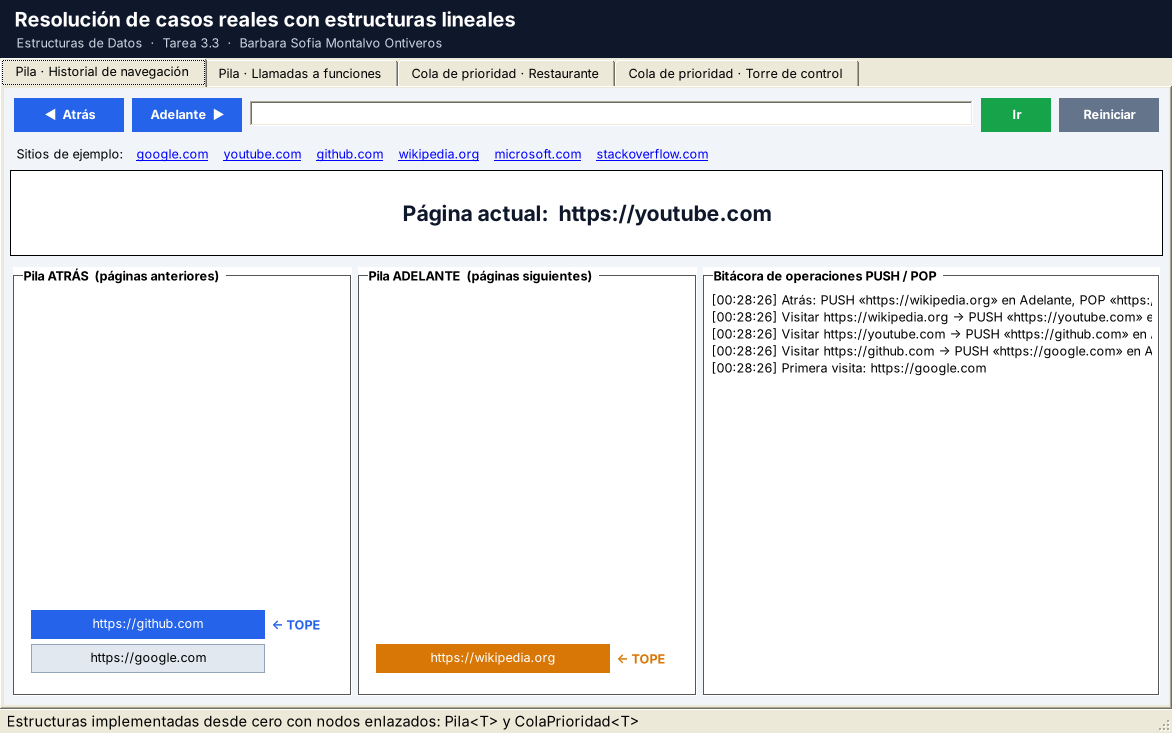 Resolución de casos reales con estructuras lineales
Estructuras de Datos · Tarea 3.3 · Barbara Sofia Montalvo Ontiveros
Pila · Historial de navegación
Pila · Llamadas a funciones
Cola de prioridad · Restaurante
Cola de prioridad · Torre de control
◀ Atrás
Adelante ▶
Ir
Reiniciar
Sitios de ejemplo: google.com youtube.com github.com wikipedia.org microsoft.com stackoverflow.com
Página actual: https://youtube.com
Pila ATRÁS (páginas anteriores)
https://github.com ← TOPE
https://google.com
Pila ADELANTE (páginas siguientes)
https://wikipedia.org ← TOPE
Bitácora de operaciones PUSH / POP
[00:28:26] Atrás: PUSH «https://wikipedia.org» en Adelante, POP «https:/
[00:28:26] Visitar https://wikipedia.org → PUSH «https://youtube.com» e
[00:28:26] Visitar https://youtube.com → PUSH «https://github.com» en
[00:28:26] Visitar https://github.com → PUSH «https://google.com» en A
[00:28:26] Primera visita: https://google.com
Estructuras implementadas desde cero con nodos enlazados: Pila<T> y ColaPrioridad<T>